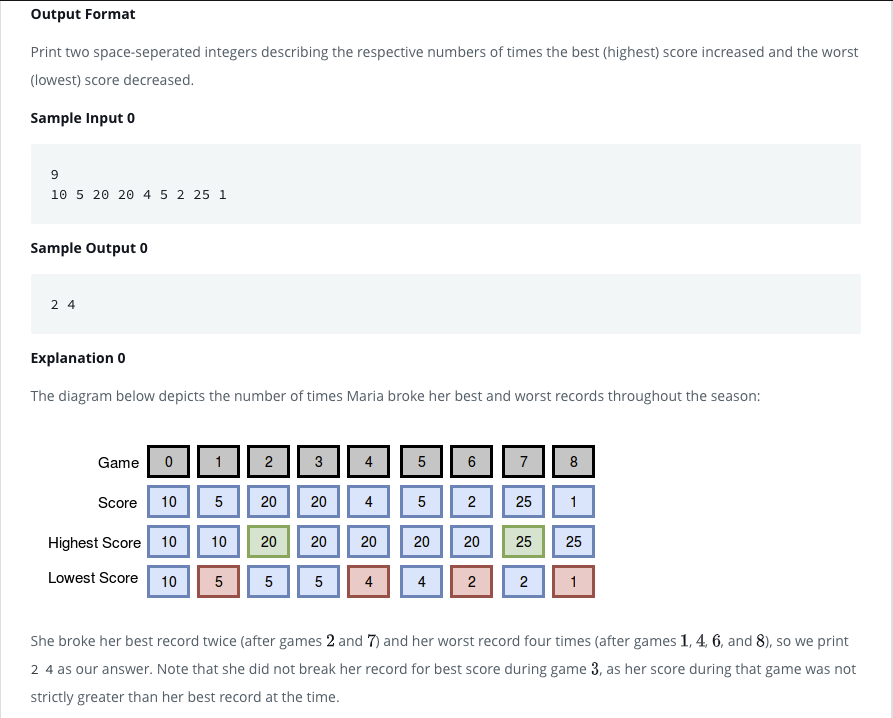 Output Format
Print two space-seperated integers describing the respective numbers of times the best (highest) score increased and the worst
(lowest) score decreased.
Sample Input 0
9
10 5 20 20 4 5 2 25 1
Sample Output 0
2 4
Explanation 0
The diagram below depicts the number of times Maria broke her best and worst records throughout the season:
Game 0 1 2 3 4 5 6 7 8
Score 10 5 20 20 4 5 2 25 1
Highest Score 10 10 20 20 20 20 20 25 25
Lowest Score 10 5 5 5 4 4 2 2 1
She broke her best record twice (after games 2 and 7) and her worst record four times (after games 1, 4, 6, and 8), so we print
2 4 as our answer. Note that she did not break her record for best score during game 3, as her score during that game was not
strictly greater than her best record at the time.